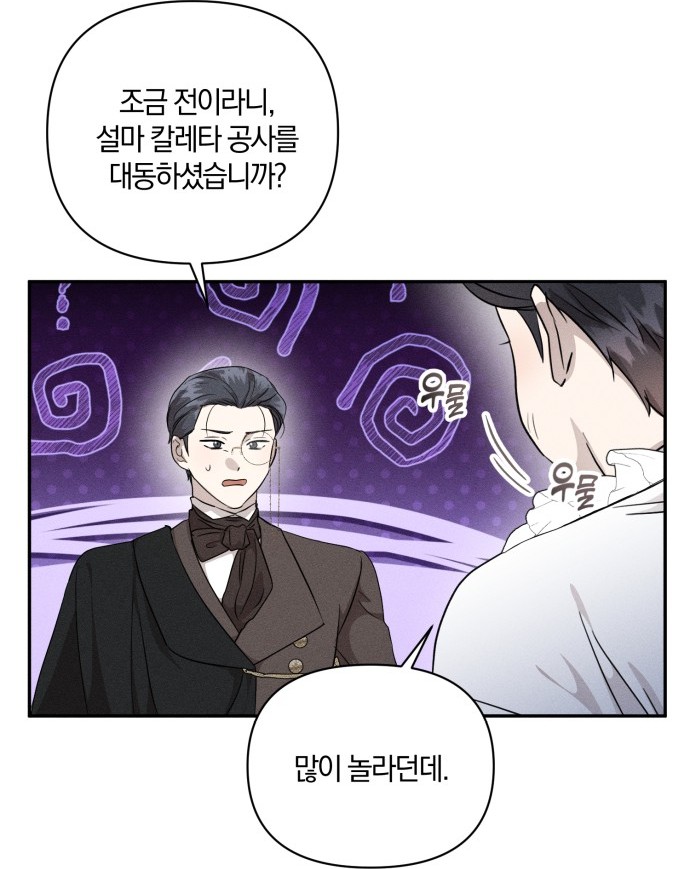 조금 전이라니,
설마 칼레타 공사를
대동하셨습니까?
우물
우물
많이 놀라던데.